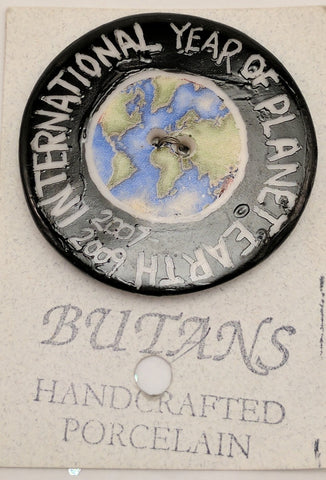 INTERNATIONAL YEAR OF PLANET EARTH
2007
2009
©
BUTANS
HANDCRAFTED
PORCELAIN